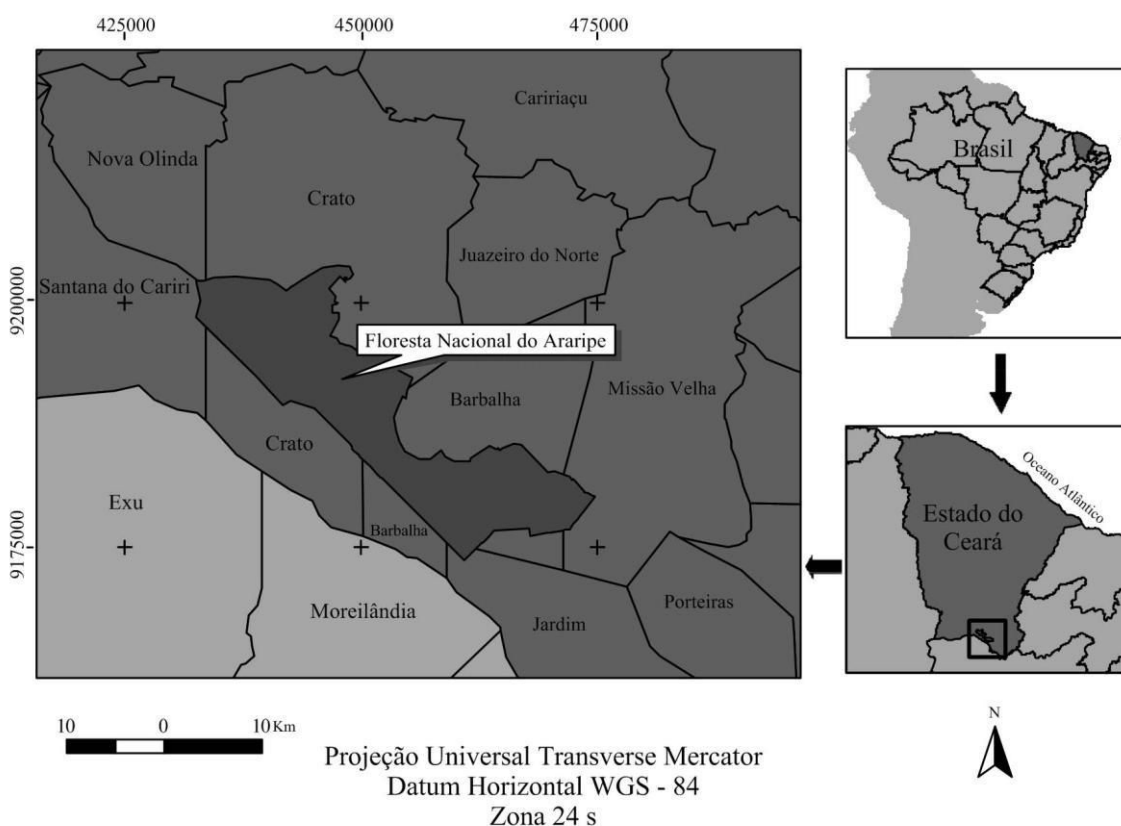 425000
450000
475000
Caririaçu
Nova Olinda
Crato
Juazeiro do Norte
Santana do Cariri
9200000
Floresta Nacional do Araripe
Barbalha
Missão Velha
Crato
Exu
Barbalha
9175000
Moreilândia
Jardim
Porteiras
Brasil
Oceano Atlântico
Estado do
Ceará
10
0
10 Km
N
Projeção Universal Transverse Mercator
Datum Horizontal WGS - 84
Zona 24 s